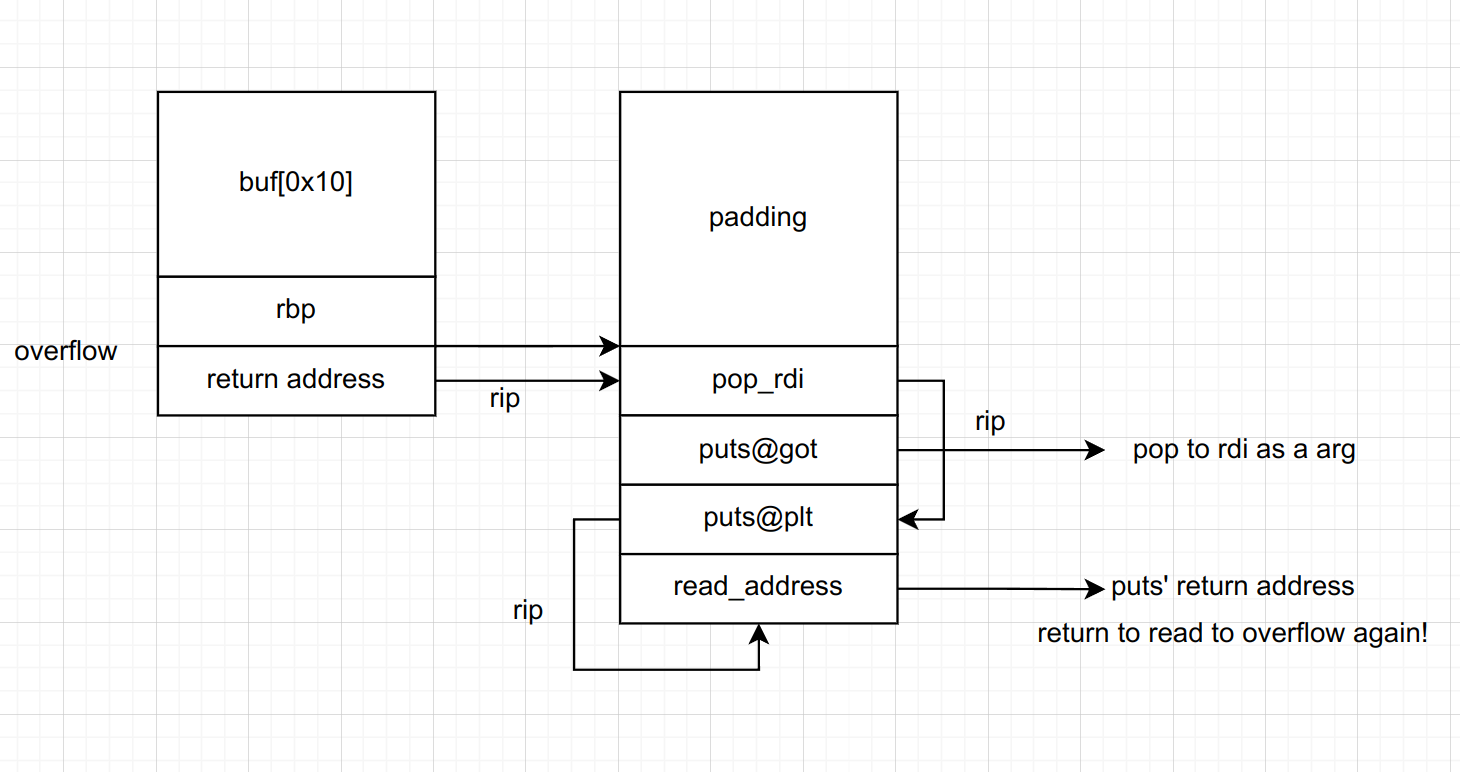 buf[0x10]
padding
rbp
overflow
return address
rip
pop_rdi
rip
puts@got
pop to rdi as a arg
puts@plt
read_address
puts' return address
rip
return to read to overflow again!